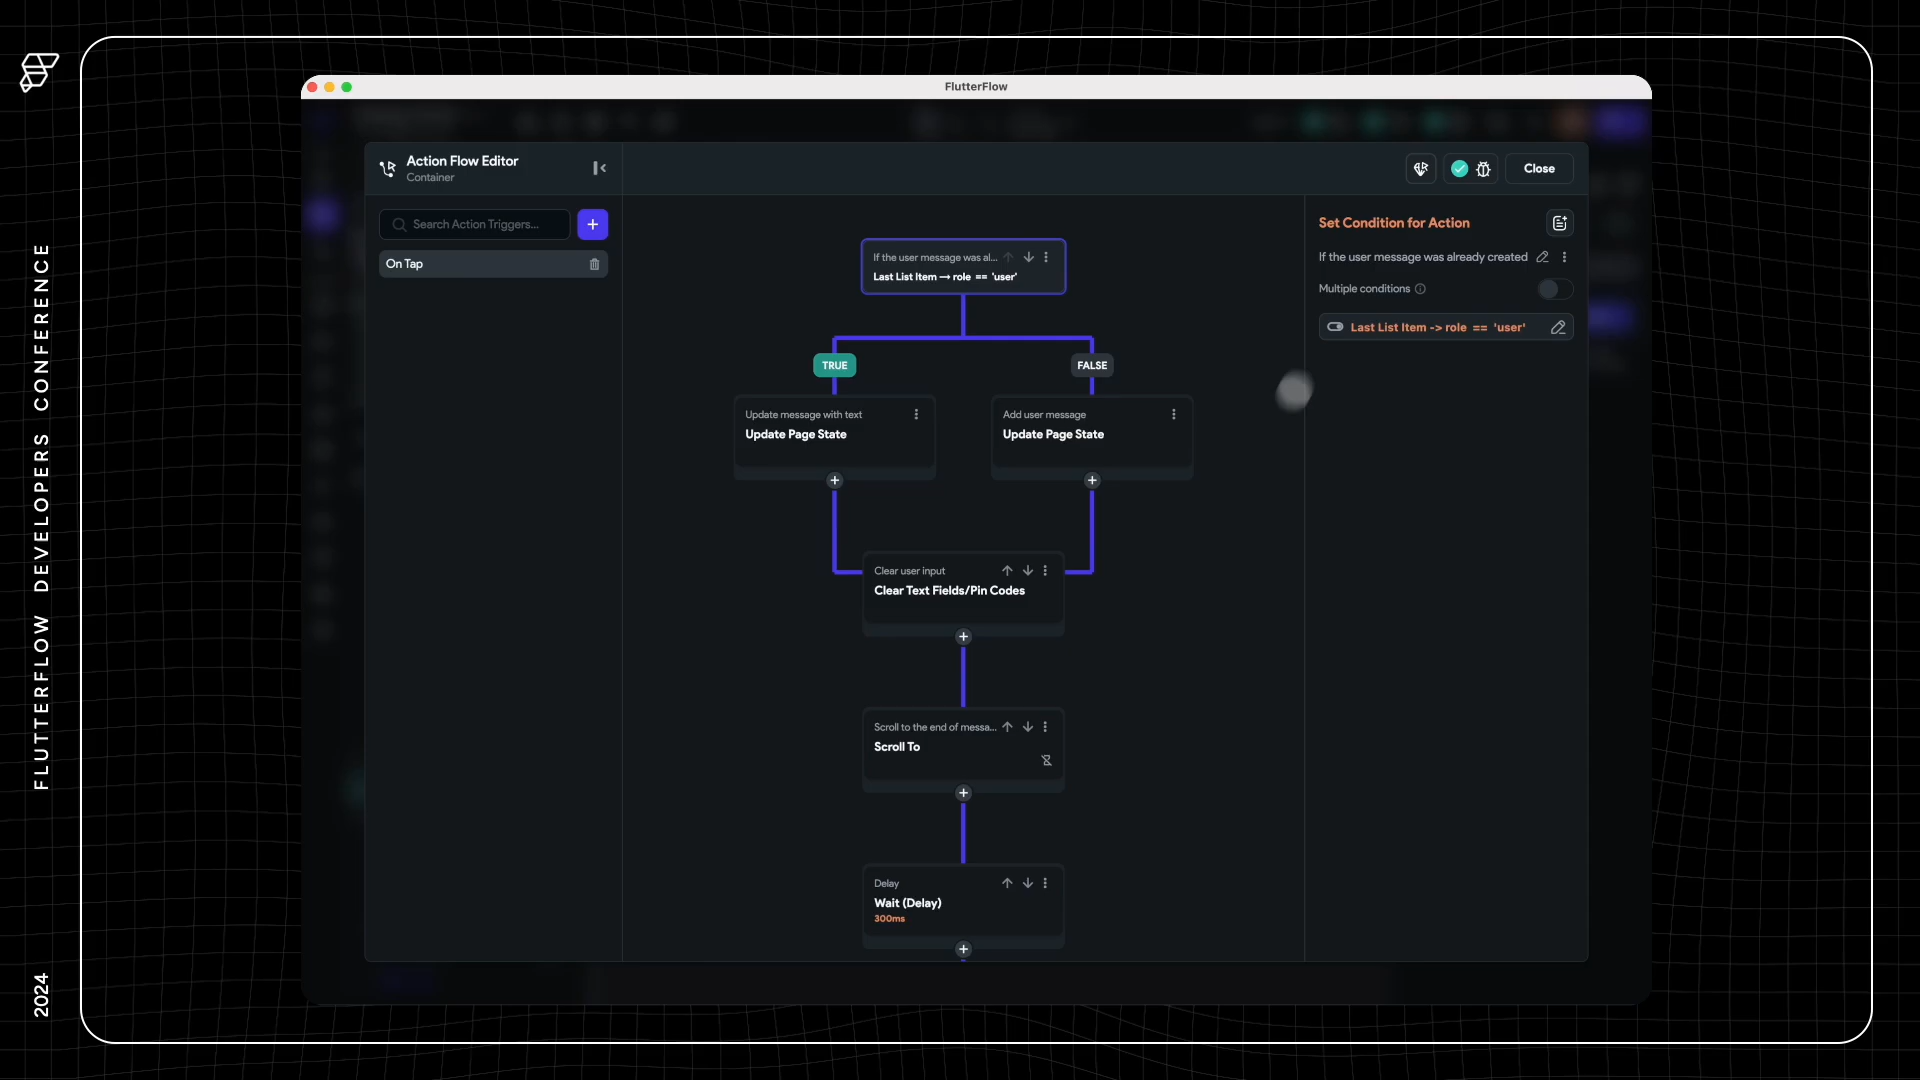 FlutterFlow
Action Flow Editor
Container
Close
Search Action Triggers...
On Tap
If the user message was al...
Last List Item → role == 'user'
TRUE
FALSE
Update message with text
Update Page State
Add user message
Update Page State
Clear user input
Clear Text Fields/Pin Codes
Scroll to the end of messa...
Scroll To
Delay
Wait (Delay)
300ms
Set Condition for Action
If the user message was already created
Multiple conditions
Last List Item -> role == 'user'
FLUTTERFLOW DEVELOPERS CONFERENCE
2024